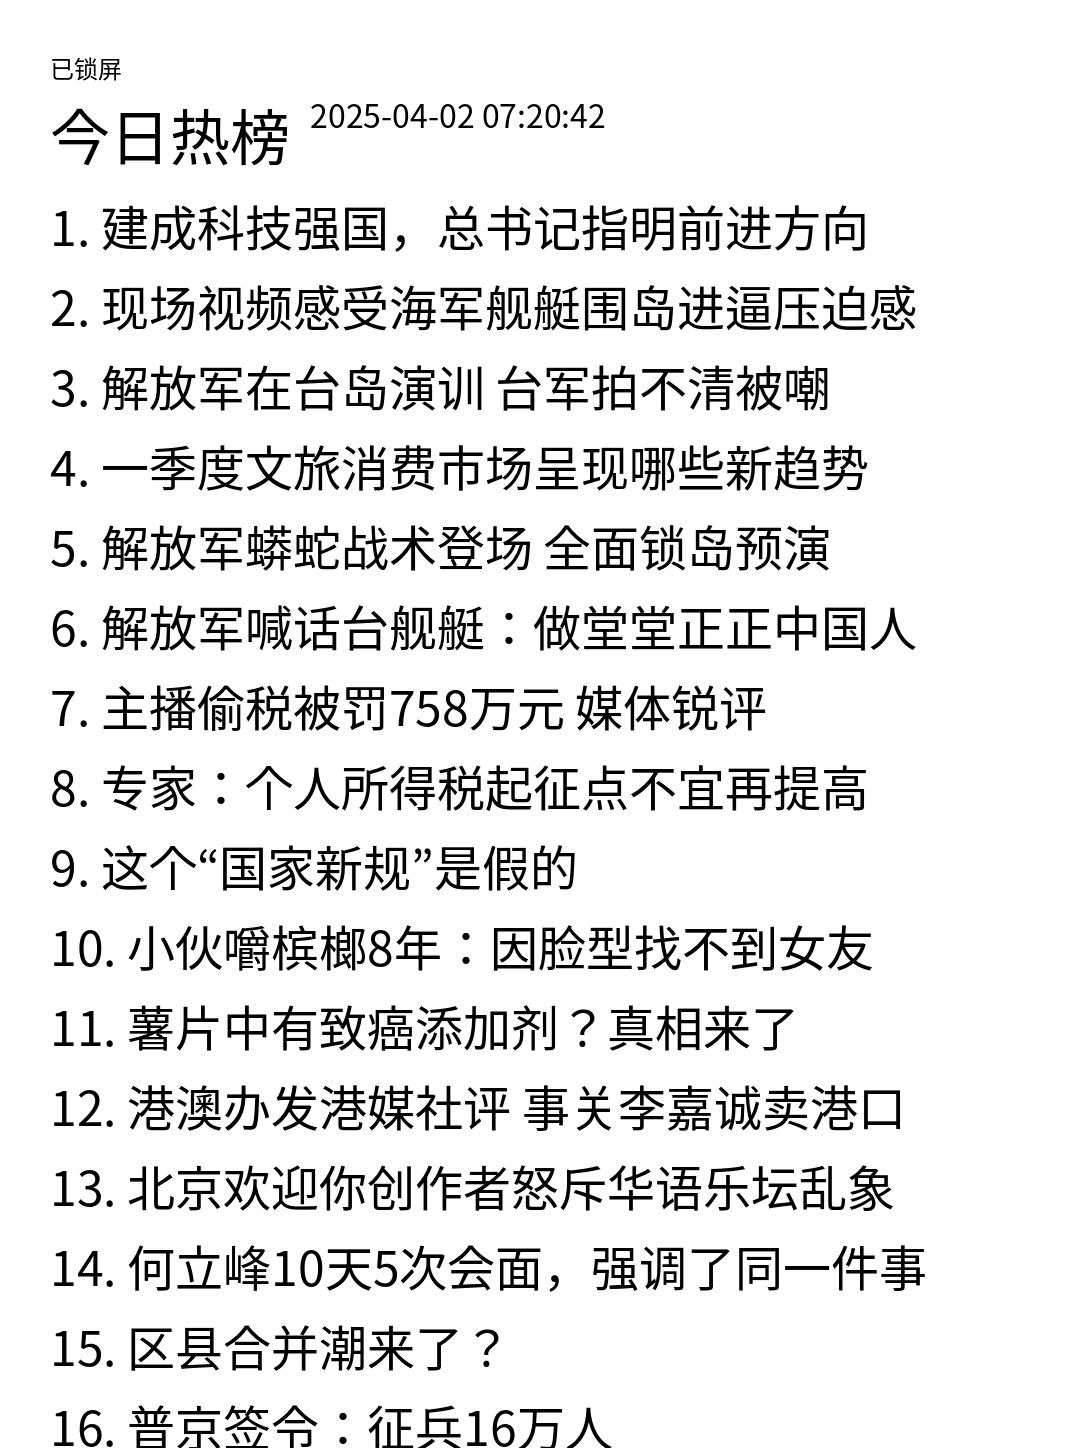 已锁屏
今日热榜 2025-04-02 07:20:42
1. 建成科技强国，总书记指明前进方向
2. 现场视频感受海军舰艇围岛进逼压迫感
3. 解放军在台岛演训 台军拍不清被嘲
4. 一季度文旅消费市场呈现哪些新趋势
5. 解放军蟒蛇战术登场 全面锁岛预演
6. 解放军喊话台舰艇：做堂堂正正中国人
7. 主播偷税被罚758万元 媒体锐评
8. 专家：个人所得税起征点不宜再提高
9. 这个“国家新规”是假的
10. 小伙嚼槟榔8年：因脸型找不到女友
11. 薯片中有致癌添加剂？真相来了
12. 港澳办发港媒社评 事关李嘉诚卖港口
13. 北京欢迎你创作者怒斥华语乐坛乱象
14. 何立峰10天5次会面，强调了同一件事
15. 区县合并潮来了？
16. 普京签令：征兵16万人